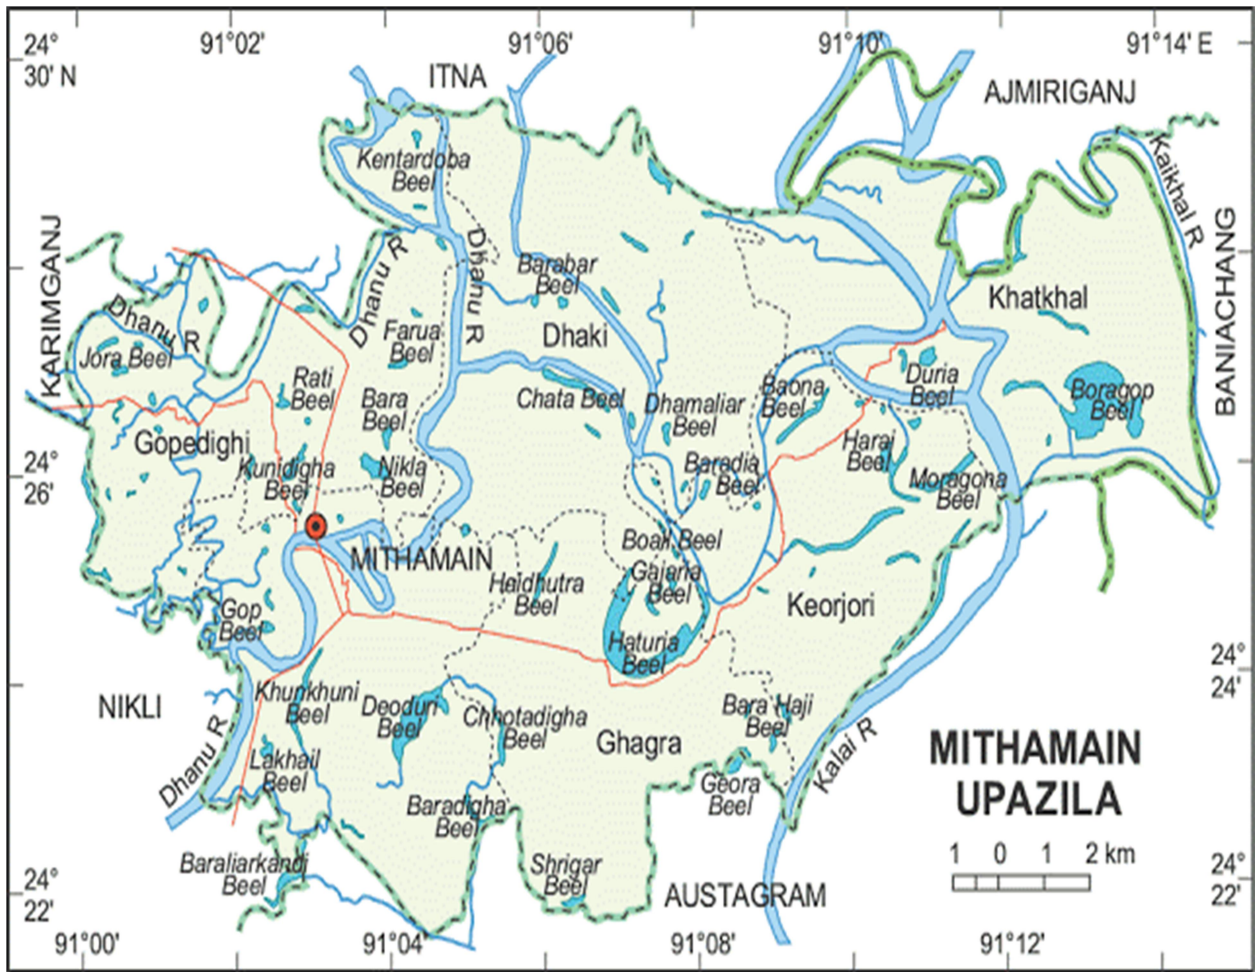 91°02'
91°06'
91°10'
91°14' E
24°
30' N
ITNA
AJMIRIGANJ
Kentardoba
Beel
Kaikhal R
KARIMGANJ
BANIACHANG
Dhanu R
Dhanu R
Barabar
Beel
Khatkhal
Dhanu R
Jora Beel
Farua
Beel
Dhaki
Rati
Beel
Bara
Beel
Chata Beel
Dhamaliar
Beel
Baona
Beel
Duria
Beel
Boragop
Beel
Gopedighi
Haraj
Beel
24°
26'
Kunidigha
Beel
Nikla
Beel
Baredia
Beel
Moragona
Beel
MITHAMAIN
Boali Beel
Heidhutra
Beel
Gajaria
Beel
Keorjori
Gop
Beel
Haturia
Beel
24°
24'
NIKLI
Khunkhuni
Beel
Deoduri
Beel
Chhotadigha
Beel
Ghagra
Bara Haji
Beel
Dhanu R
Kalai R
MITHAMAIN
UPAZILA
Lakhail
Beel
Geora
Beel
Baradigha
Beel
1 0 1 2 km
Baraliarkandi
Beel
Shrigar
Beel
AUSTAGRAM
24°
22'
24°
22'
91°00'
91°04'
91°08'
91°12'